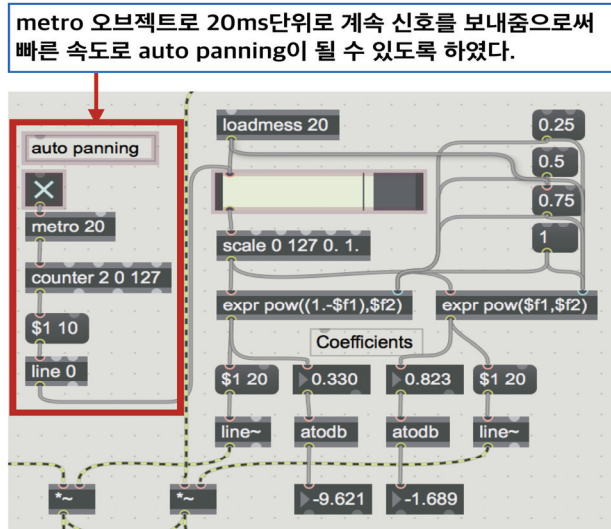 metro 오브젝트로 20ms단위로 계속 신호를 보내줌으로써
빠른 속도로 auto panning이 될 수 있도록 하였다.
auto panning
metro 20
counter 2 0 127
$1 10
line 0
loadmess 20
0.25
0.5
0.75
1
scale 0 127 0. 1.
expr pow((1.-$f1),$f2)
expr pow($f1,$f2)
Coefficients
$1 20
0.330
0.823
$1 20
line~
atodb
atodb
line~
*~
*~
-9.621
-1.689